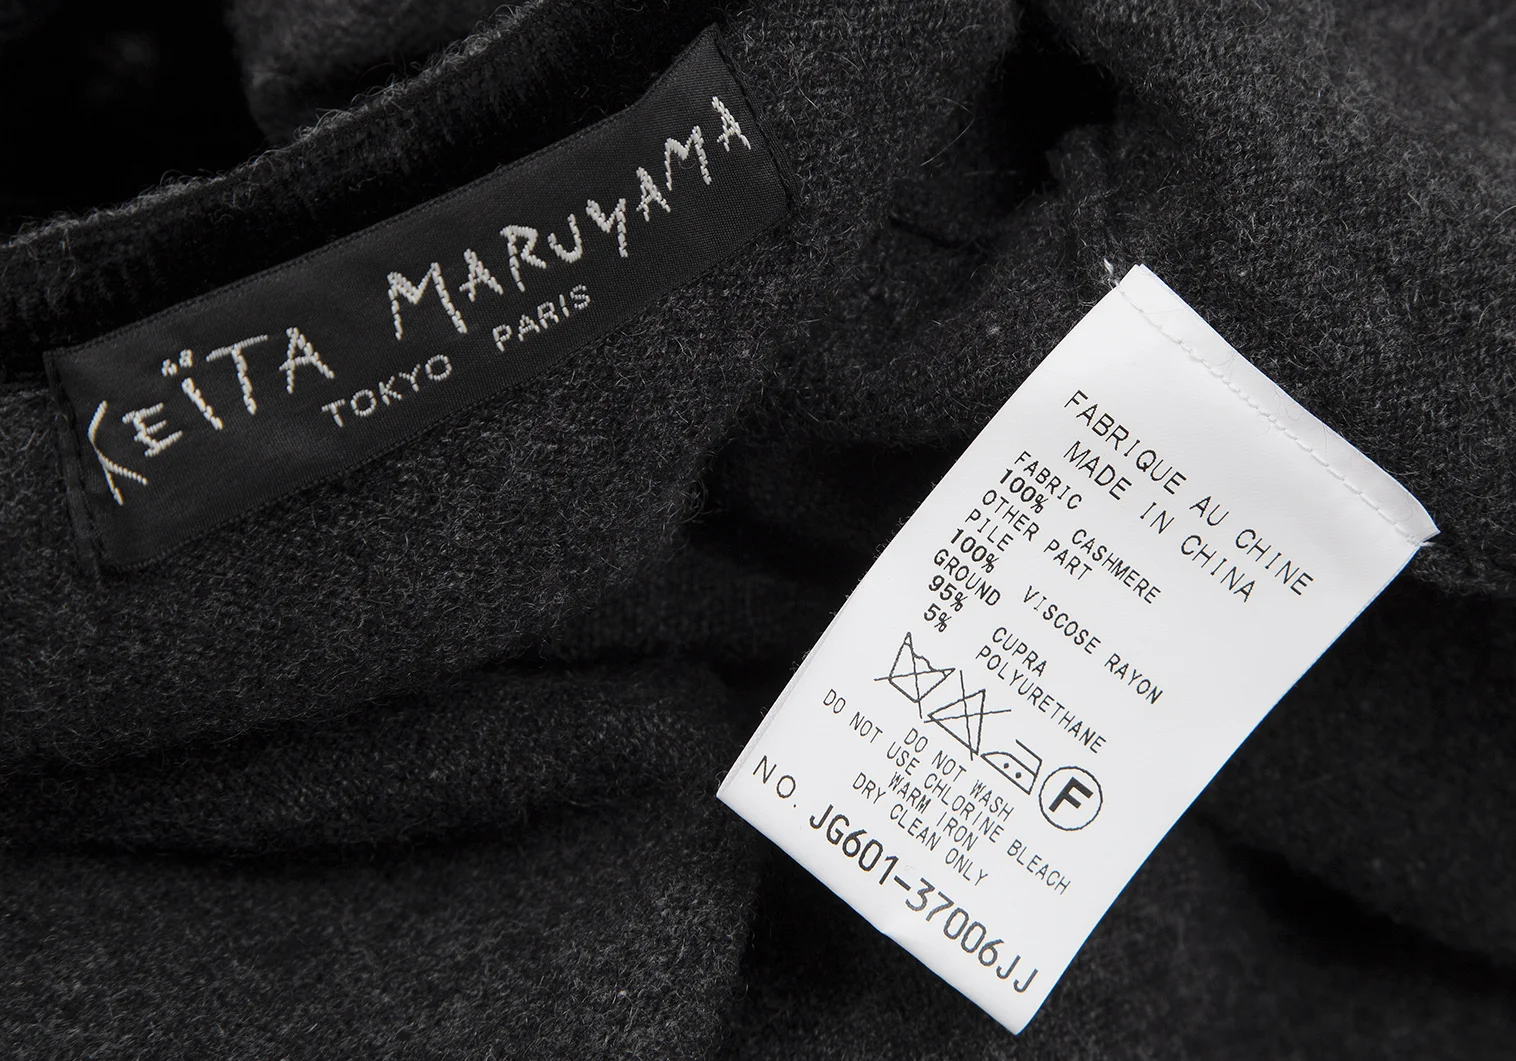 KEÏTA MARUYAMA
TOKYO PARIS
FABRIQUE AU CHINE
MADE IN CHINA
FABRIC
100% CASHMERE
OTHER PART
PILE
100% VISCOSE RAYON
GROUND
95% CUPRA
5% POLYURETHANE
F
DO NOT WASH
DO NOT USE CHLORINE BLEACH
WARM IRON
DRY CLEAN ONLY
NO. JG601-37006JJ